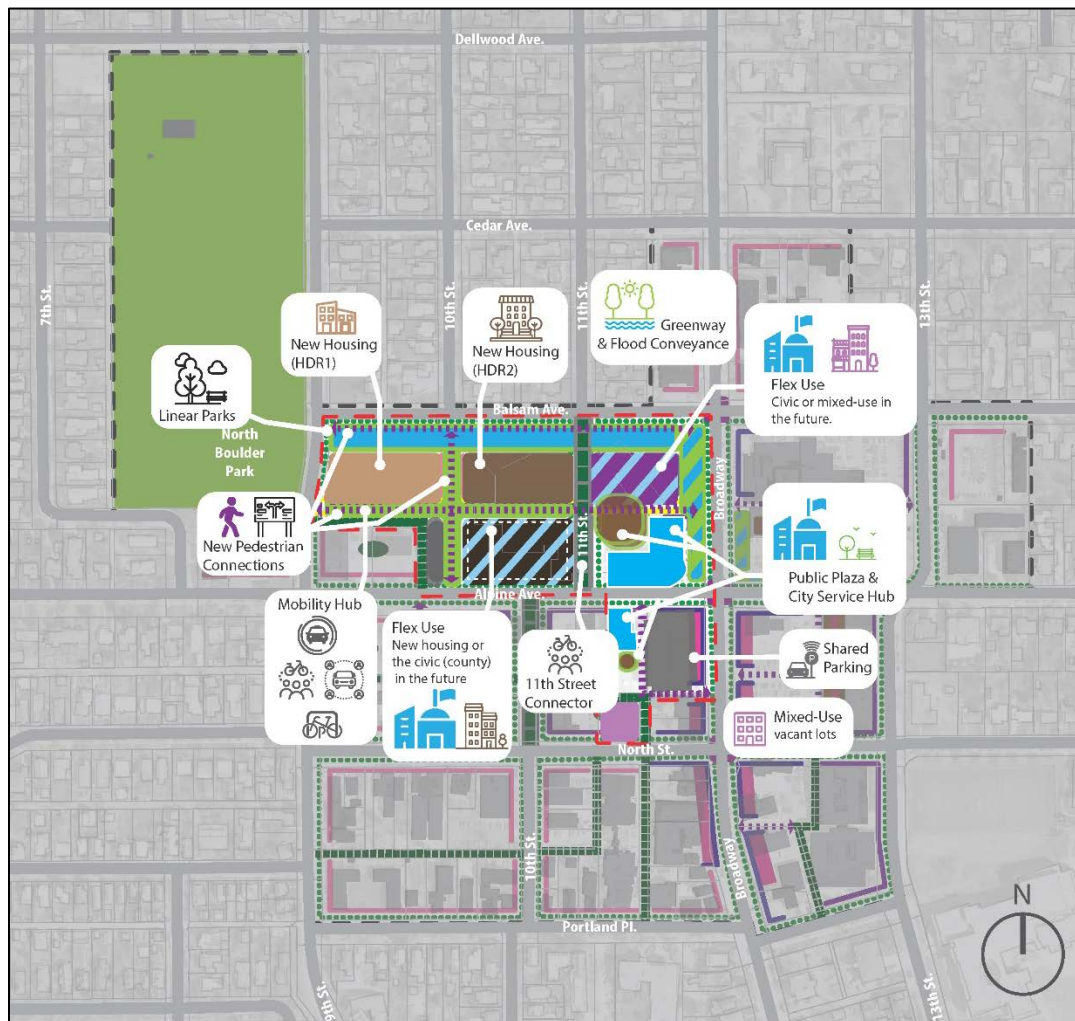 Dellwood Ave.
Cedar Ave.
7th St.
10th St.
11th St.
13th St.
New Housing
(HDR1)
New Housing
(HDR2)
Greenway
& Flood Conveyance
Flex Use
Civic or mixed-use in
the future.
Linear Parks
North
Boulder
Park
Balsam Ave.
Broadway
New Pedestrian
Connections
11th St.
Public Plaza &
City Service Hub
Alpine Ave.
Mobility Hub
Flex Use
New housing or
the civic (county)
in the future
11th Street
Connector
P
Shared
Parking
Mixed-Use
vacant lots
North St.
10th St.
Broadway
Portland Pl.
9th St.
13th St.
N